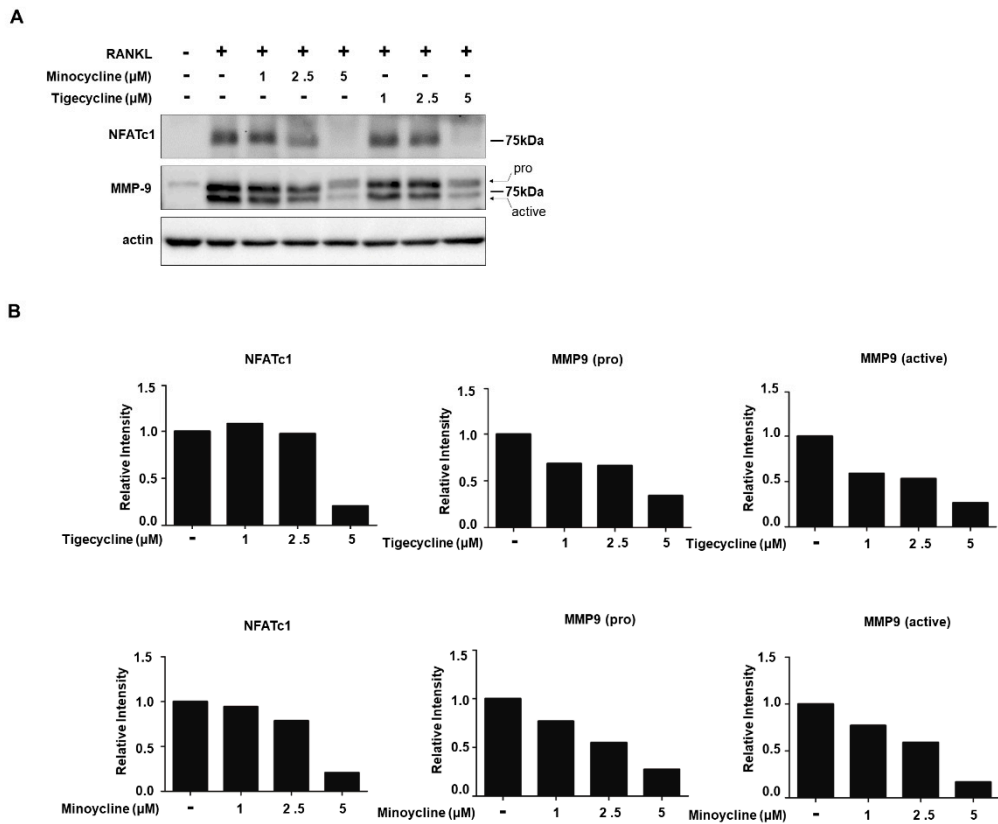 A
RANKL - + + + + + + +
Minocycline (µM) - - 1 2.5 5 - - -
Tigecycline (µM) - - - - - 1 2.5 5
NFATc1
75kDa
pro
MMP-9
75kDa
active
actin
B
NFATc1
1.5
1.0
0.5
0.0
Relative Intensity
Tigecycline (µM) - 1 2.5 5
MMP9 (pro)
1.5
1.0
0.5
0.0
Relative Intensity
Tigecycline (µM) - 1 2.5 5
MMP9 (active)
1.5
1.0
0.5
0.0
Relative Intensity
Tigecycline (µM) - 1 2.5 5
NFATc1
1.5
1.0
0.5
0.0
Relative Intensity
Minoycline (µM) - 1 2.5 5
MMP9 (pro)
1.5
1.0
0.5
0.0
Relative Intensity
Minoycline (µM) - 1 2.5 5
MMP9 (active)
1.5
1.0
0.5
0.0
Relative Intensity
Minoycline (µM) - 1 2.5 5